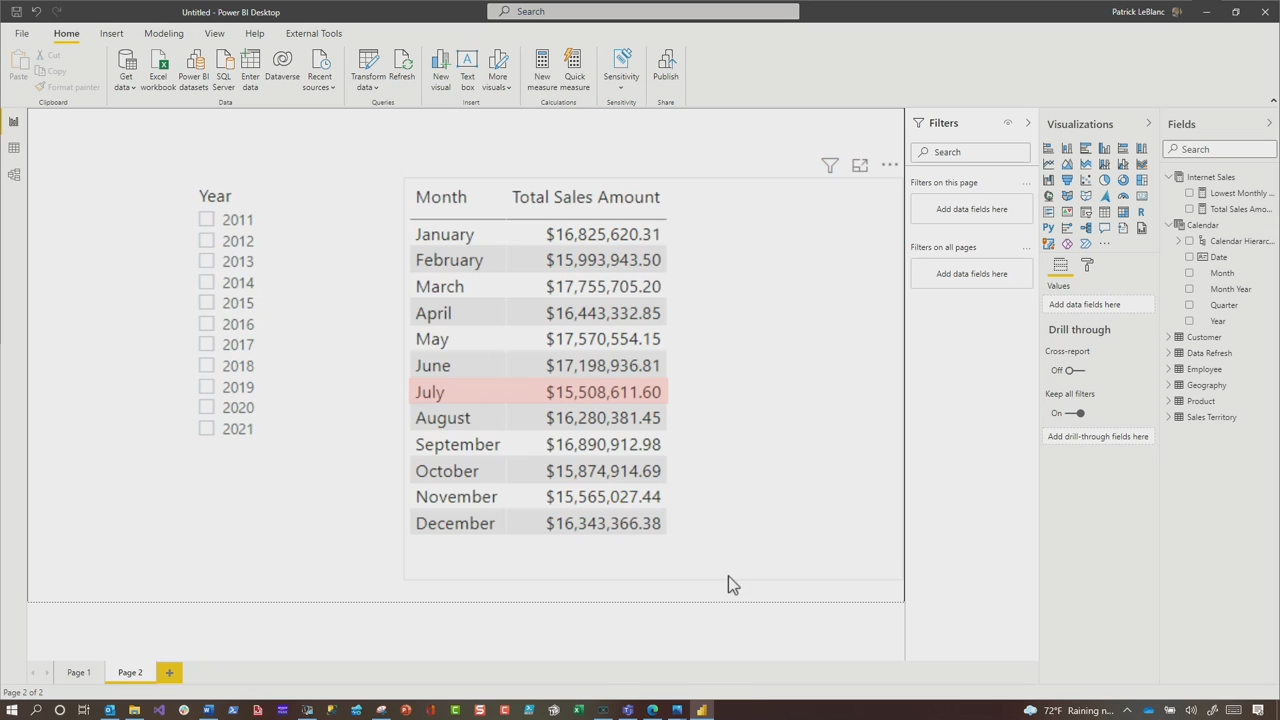 Untitled - Power BI Desktop
Search
Patrick LeBlanc
File
Home
Insert
Modeling
View
Help
External Tools
Paste
Cut
Copy
Format painter
Get data
Excel workbook
Power BI datasets
SQL Server
Enter data
Dataverse
Recent sources
Transform data
Refresh
New visual
Text box
More visuals
New measure
Quick measure
Sensitivity
Publish
Clipboard
Data
Queries
Insert
Calculations
Sensitivity
Share
Year
2011
2012
2013
2014
2015
2016
2017
2018
2019
2020
2021
Month Total Sales Amount
January $16,825,620.31
February $15,993,943.50
March $17,755,705.20
April $16,443,332.85
May $17,570,554.15
June $17,198,936.81
July $15,508,611.60
August $16,280,381.45
September $16,890,912.98
October $15,874,914.69
November $15,565,027.44
December $16,343,366.38
Filters
Search
Filters on this page
Add data fields here
Filters on all pages
Add data fields here
Visualizations
Values
Add data fields here
Drill through
Cross-report
Off
Keep all filters
On
Add drill-through fields here
Fields
Search
Internet Sales
Lowest Monthly ...
Total Sales Amo...
Calendar
Calendar Hierarc...
Date
Month
Month Year
Quarter
Year
Customer
Data Refresh
Employee
Geography
Product
Sales Territory
Page 1
Page 2
Page 2 of 2
72°F Raining n...